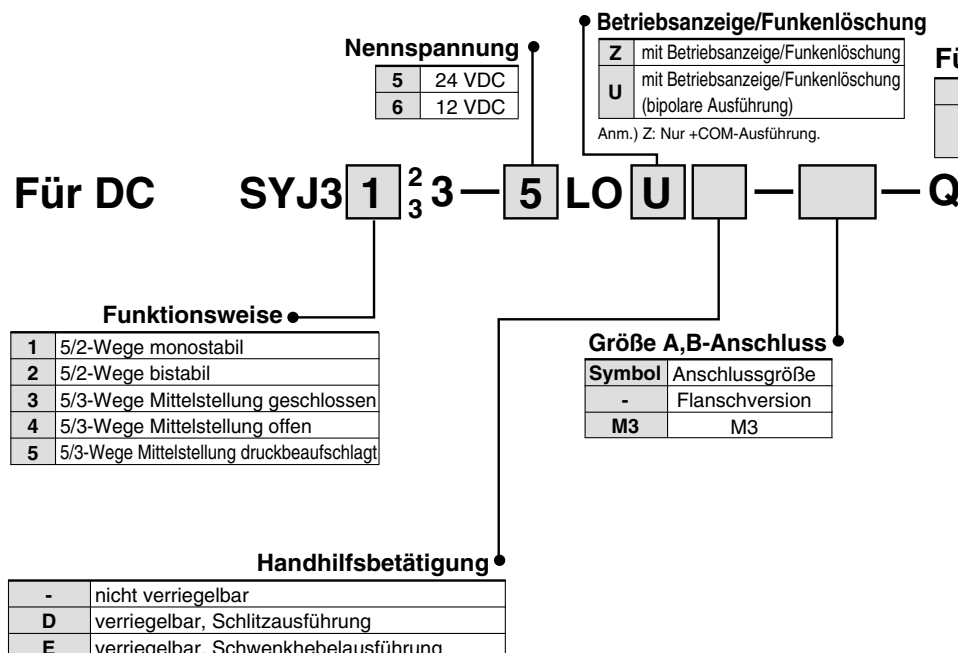 Betriebsanzeige/Funkenlöschung
Z mit Betriebsanzeige/Funkenlöschung
U mit Betriebsanzeige/Funkenlöschung
(bipolare Ausführung)
Anm.) Z: Nur +COM-Ausführung.
Nennspannung
5 24 VDC
6 12 VDC
Für DC SYJ3 1 2 3 3 — 5 LO U — — Q
Funktionsweise
1 5/2-Wege monostabil
2 5/2-Wege bistabil
3 5/3-Wege Mittelstellung geschlossen
4 5/3-Wege Mittelstellung offen
5 5/3-Wege Mittelstellung druckbeaufschlagt
Größe A,B-Anschluss
Symbol Anschlussgröße
- Flanschversion
M3 M3
Handhilfsbetätigung
- nicht verriegelbar
D verriegelbar, Schlitzausführung
E verriegelbar, Schwenkhebelausführung